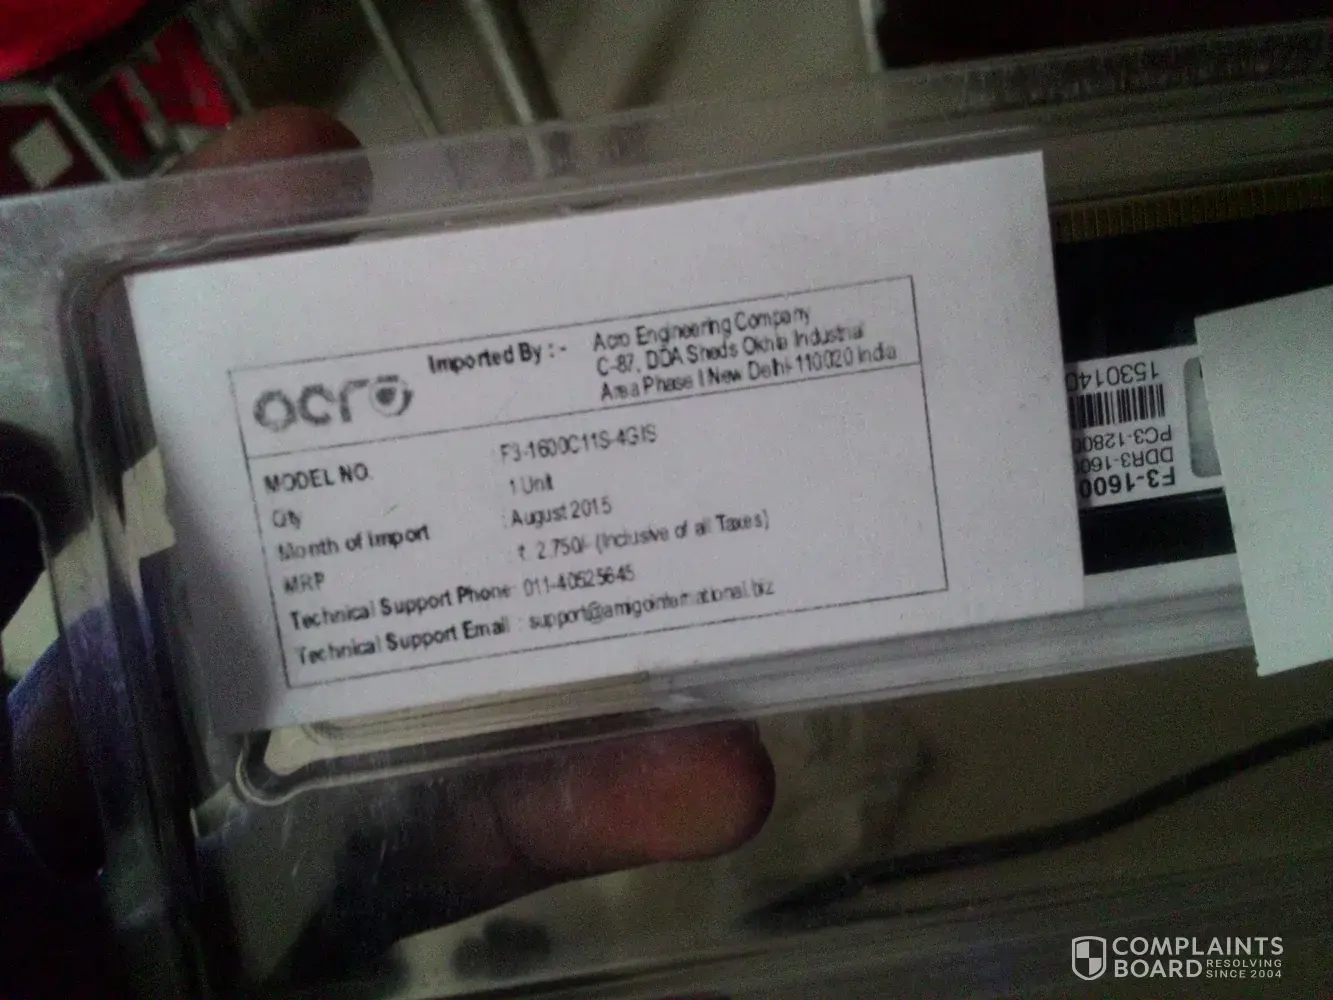 acro
Imported By : -
Acro Engineering Company
C-87, DDA Sheds Okhla Industrial
Area Phase I New Delhi- 110020 India
MODEL NO. : F3-1600C11S-4GIS
Qty 1 Unit
Month of Import : August 2015
MRP ₹ 2,750/- (Inclusive of all Taxes)
Technical Support Phone 011-40525645
Technical Support Email : support@amigointernational.biz
F3-1600
DDR3-1600
PC3-12800
1530140
COMPLAINTS
BOARD RESOLVING
SINCE 2004